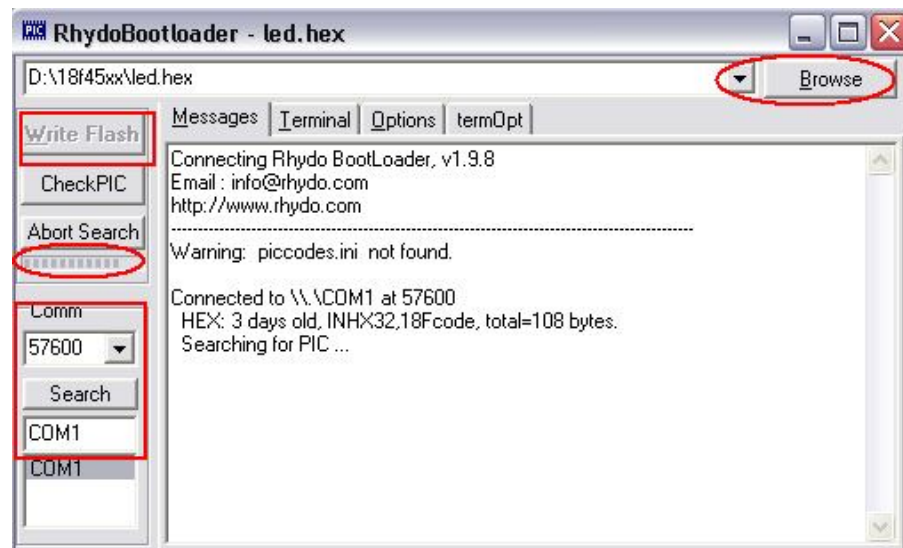 PIC RhydoBootloader - led.hex
D:\18f45xx\led.hex
Browse
Write Flash
CheckPIC
Abort Search
Comm
57600
Search
COM1
COM1
Messages Terminal Options termOpt
Connecting Rhydo BootLoader, v1.9.8
Email : info@rhydo.com
http://www.rhydo.com
Warning: piccodes.ini not found.
Connected to \\.\COM1 at 57600
HEX: 3 days old, INHX32,18Fcode, total=108 bytes.
Searching for PIC ...